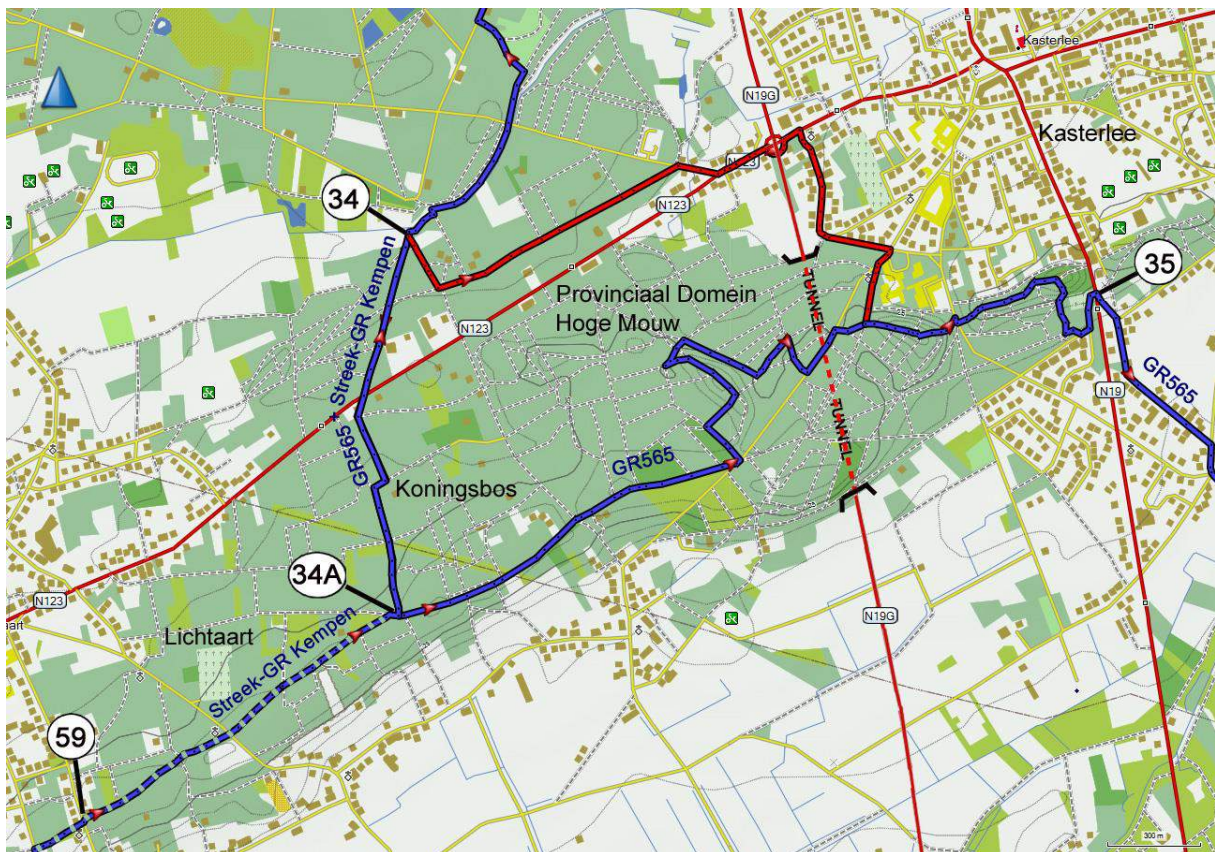 Kasterlee
N19G
Kasterlee
N123
34
N123
35
Provinciaal Domein
Hoge Mouw
TUNNEL
N123
GR565 + Streek-GR Kempen
N19
GR565
TUNNEL
GR565
Koningsbos
34A
N123
Lichtaart
Streek-GR Kempen
N19G
59
300 m